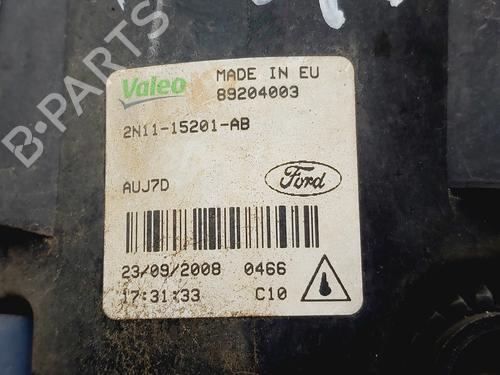 Valeo MADE IN EU
89204003
2N11-15201-AB
AUJ7D
Ford
23/09/2008 0466
17:31:33 C10
B-PARTS